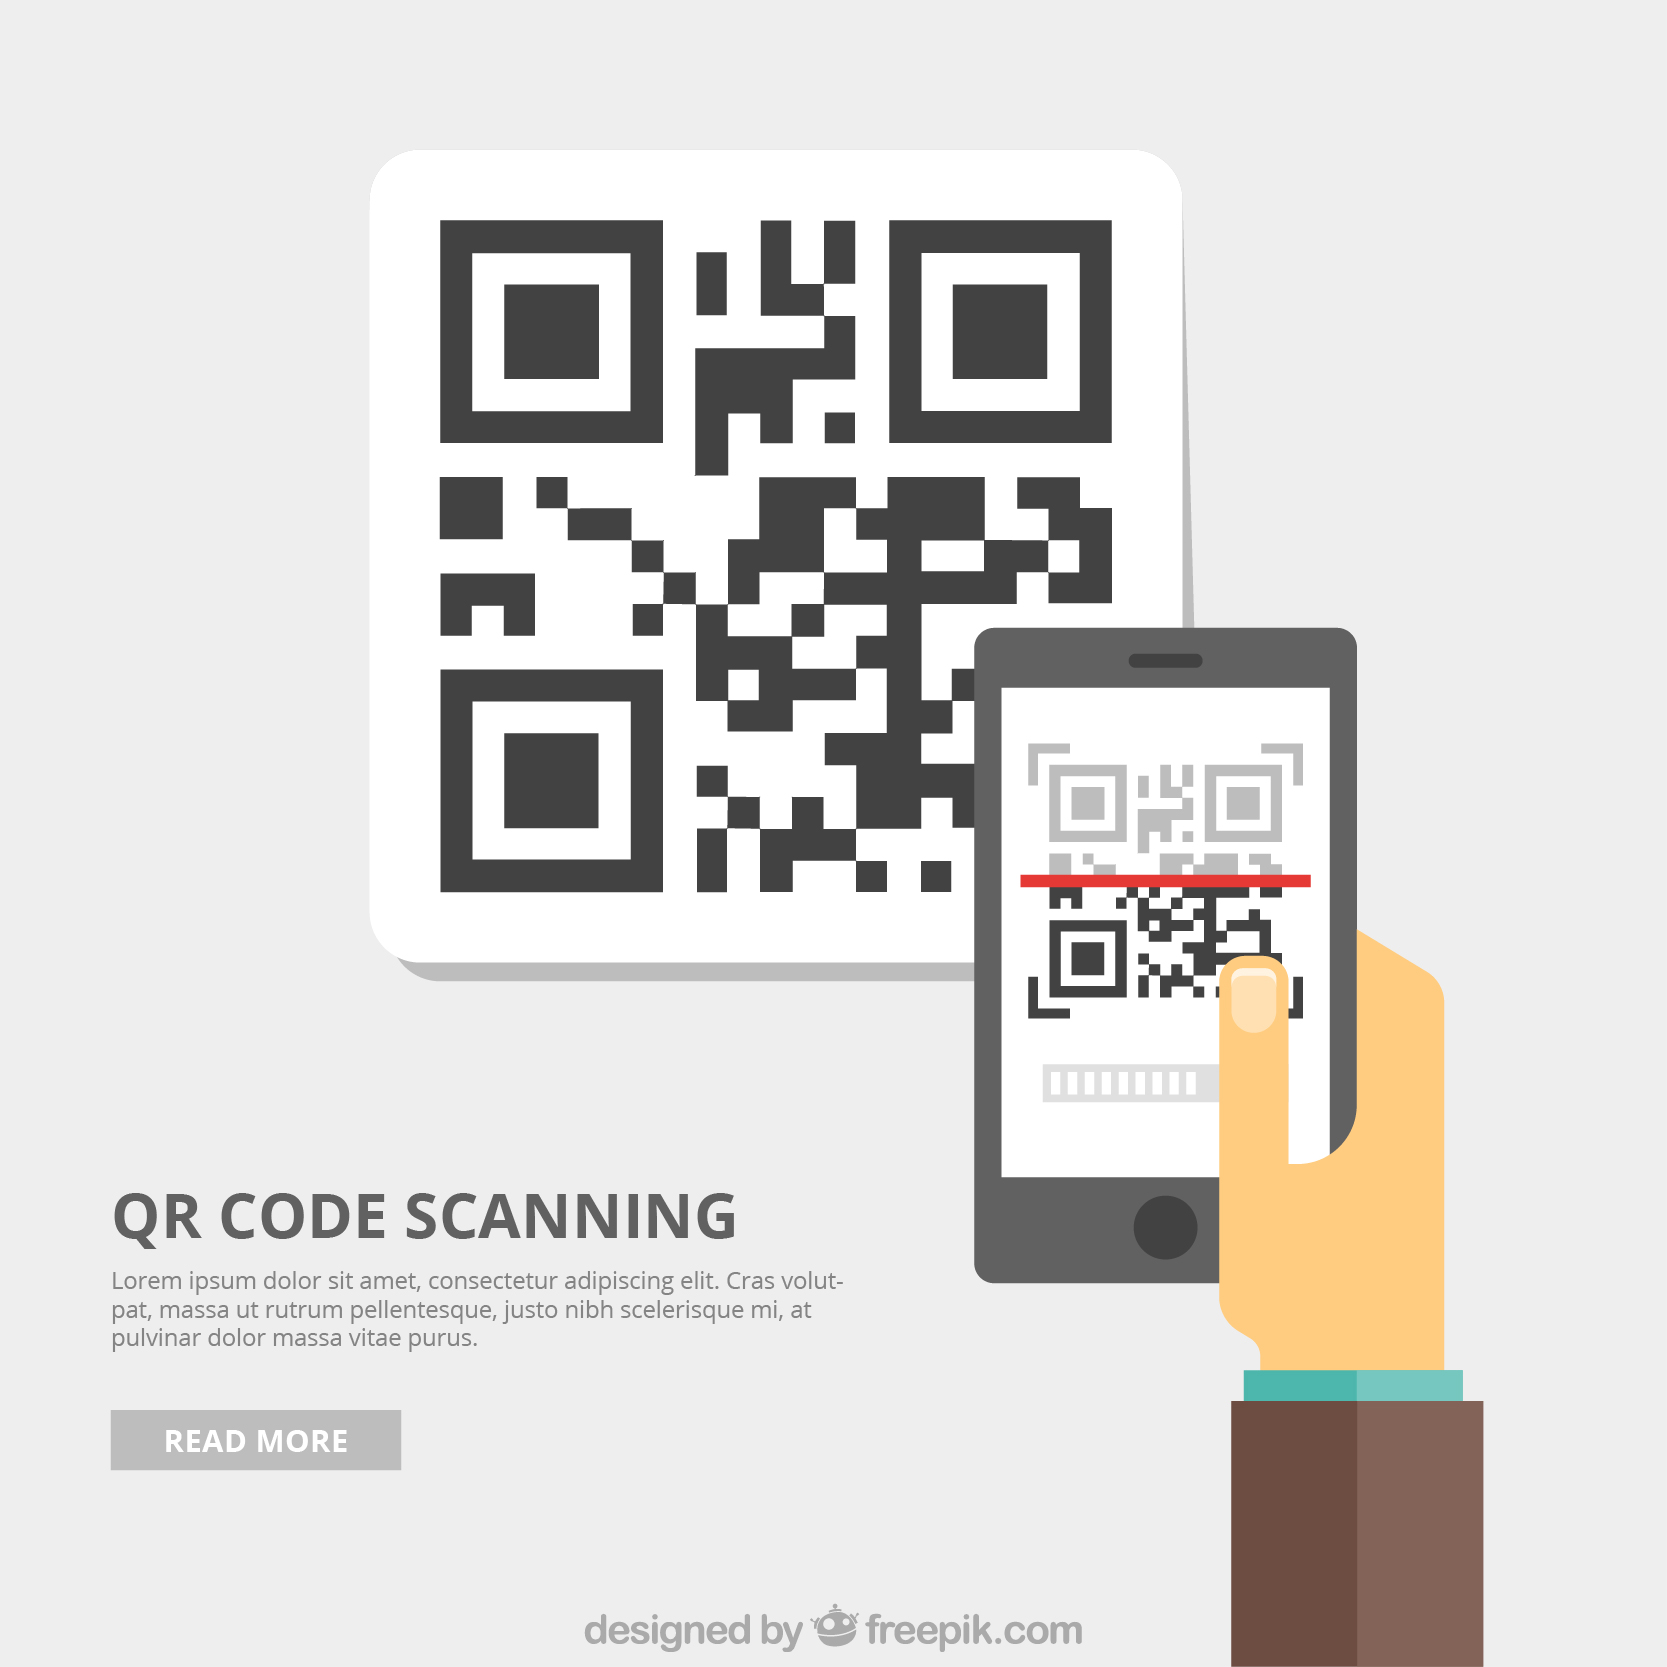 QR CODE SCANNING
Lorem ipsum dolor sit amet, consectetur adipiscing elit. Cras volut-
pat, massa ut rutrum pellentesque, justo nibh scelerisque mi, at
pulvinar dolor massa vitae purus.
READ MORE
designed by freepik.com